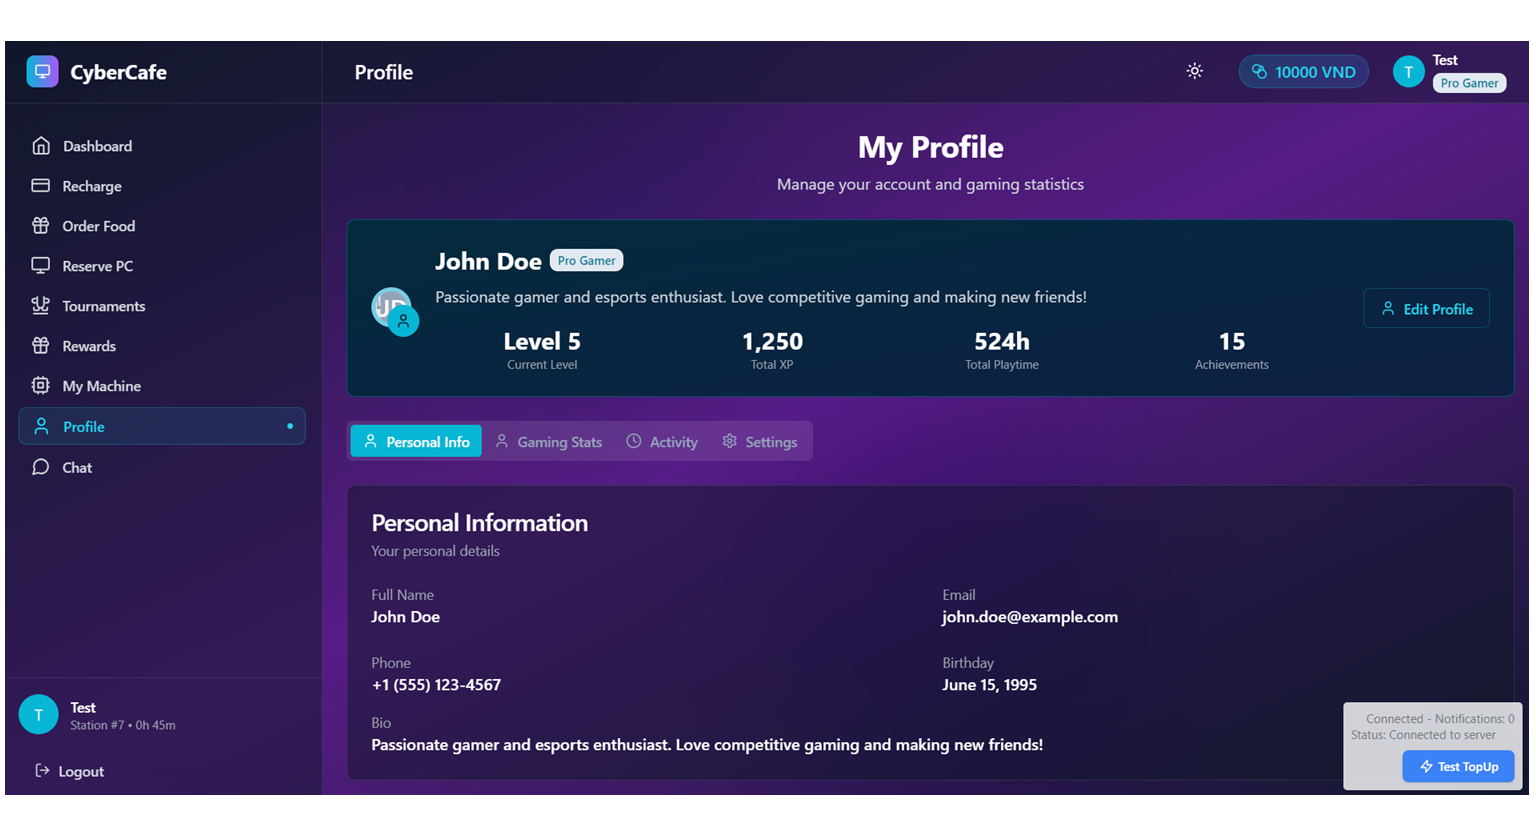 CyberCafe
Profile
10000 VND
T
Test
Pro Gamer
Dashboard
Recharge
Order Food
Reserve PC
Tournaments
Rewards
My Machine
Profile
Chat
T
Test
Station #7 • 0h 45m
Logout
My Profile
Manage your account and gaming statistics
John Doe
Pro Gamer
Passionate gamer and esports enthusiast. Love competitive gaming and making new friends!
Level 5
Current Level
1,250
Total XP
524h
Total Playtime
15
Achievements
Edit Profile
Personal Info
Gaming Stats
Activity
Settings
Personal Information
Your personal details
Full Name
John Doe
Email
john.doe@example.com
Phone
+1 (555) 123-4567
Birthday
June 15, 1995
Bio
Passionate gamer and esports enthusiast. Love competitive gaming and making new friends!
Connected - Notifications: 0
Status: Connected to server
Test TopUp